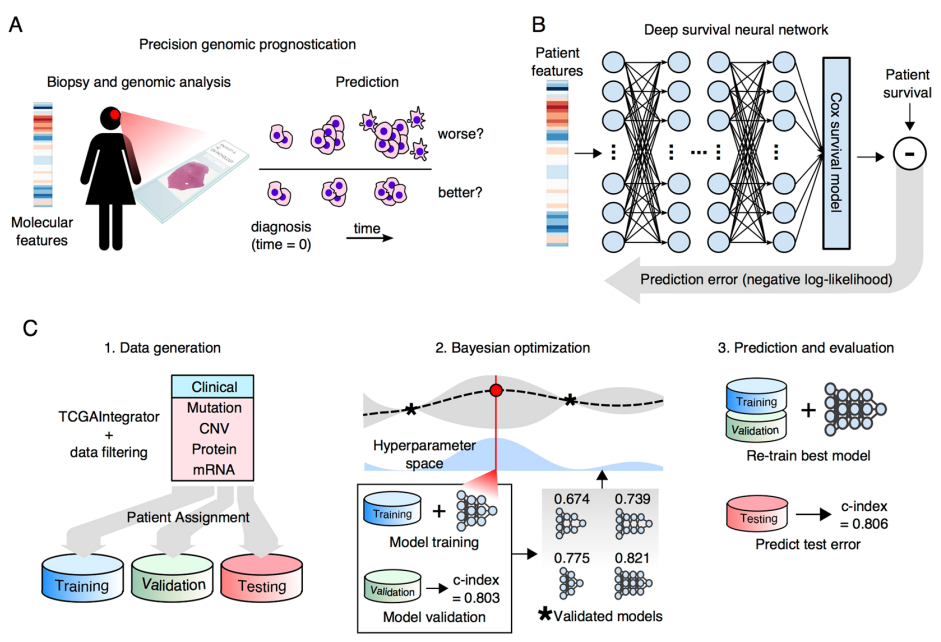 A
Precision genomic prognostication
Biopsy and genomic analysis
Prediction
worse?
better?
Molecular
features
diagnosis
(time = 0)
time
B
Deep survival neural network
Patient
features
Cox survival model
Patient
survival
-
Prediction error (negative log-likelihood)
C
1. Data generation
TCGAIntegrator
+
data filtering
Clinical
Mutation
CNV
Protein
mRNA
Patient Assignment
Training
Validation
Testing
2. Bayesian optimization
Hyperparameter
space
Training
+
Model training
Validation
c-index
= 0.803
Model validation
0.674
0.739
0.775
0.821
*Validated models
3. Prediction and evaluation
Training
Validation
+
Re-train best model
Testing
c-index
= 0.806
Predict test error